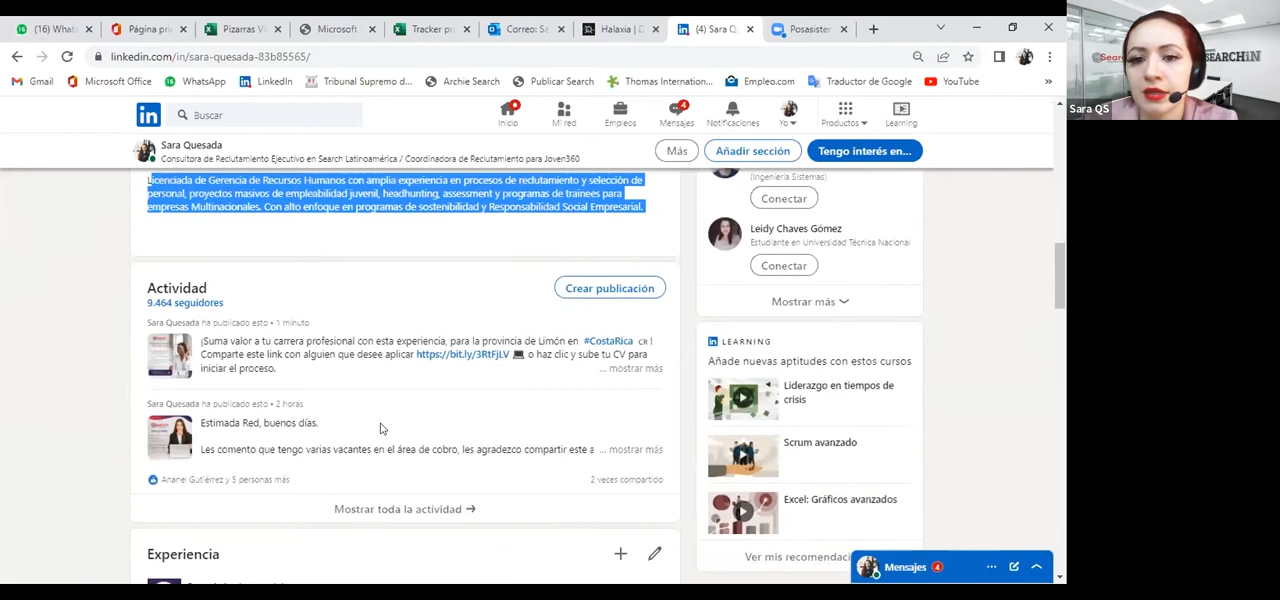 (16) Whats
Página prin
Pizarras Vi
Microsoft
Tracker pr
Correo: Sa
Halaxia | D
(4) Sara Q
Posasister
linkedin.com/in/sara-quesada-83b85565/
Gmail
Microsoft Office
WhatsApp
LinkedIn
Tribunal Supremo d...
Archie Search
Publicar Search
Thomas Internation...
Empleo.com
Traductor de Google
YouTube
»
in
Buscar
Inicio
Mi red
Empleos
4
Mensajes
Notificaciones
Yo
Productos
Learning
Sara Quesada
Consultora de Reclutamiento Ejecutivo en Search Latinoamérica / Coordinadora de Reclutamiento para Joven360
Más
Añadir sección
Tengo interés en...
Licenciada de Gerencia de Recursos Humanos con amplia experiencia en procesos de reclutamiento y selección de
personal, proyectos masivos de empleabilidad juvenil, headhunting, assessment y programas de trainees para
empresas Multinacionales. Con alto enfoque en programas de sostenibilidad y Responsabilidad Social Empresarial.
Actividad
9.464 seguidores
Crear publicación
Sara Quesada ha publicado esto • 1 minuto
¡Suma valor a tu carrera profesional con esta experiencia, para la provincia de Limón en #CostaRica CR !
Comparte este link con alguien que desee aplicar https://bit.ly/3RtFjLV 💻 o haz clic y sube tu CV para
iniciar el proceso.
... mostrar más
Sara Quesada ha publicado esto • 2 horas
Estimada Red, buenos días.
Les comento que tengo varias vacantes en el área de cobro, les agradezco compartir este a
... mostrar más
Gutiérrez y 5 personas más
2 veces compartido
Mostrar toda la actividad →
Experiencia
(Ingeniería Sistemas)
Conectar
Leidy Chaves Gómez
Estudiante en Universidad Técnica Nacional
Conectar
Mostrar más
in LEARNING
Añade nuevas aptitudes con estos cursos
Liderazgo en tiempos de
crisis
Scrum avanzado
Excel: Gráficos avanzados
Ver mis recomendaci
Mensajes 4
SEARCHIN
Sara QS